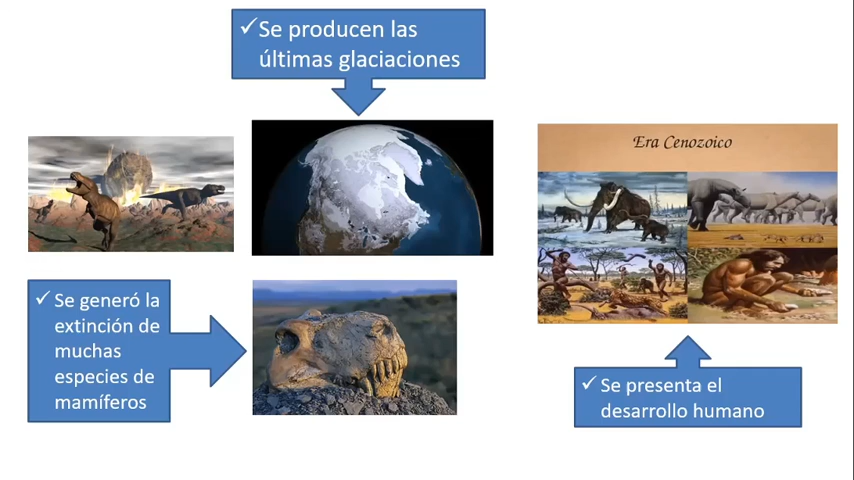 ✓Se producen las
últimas glaciaciones
Era Cenozoico
✓ Se generó la
extinción de
muchas
especies de
mamíferos
✓ Se presenta el
desarrollo humano